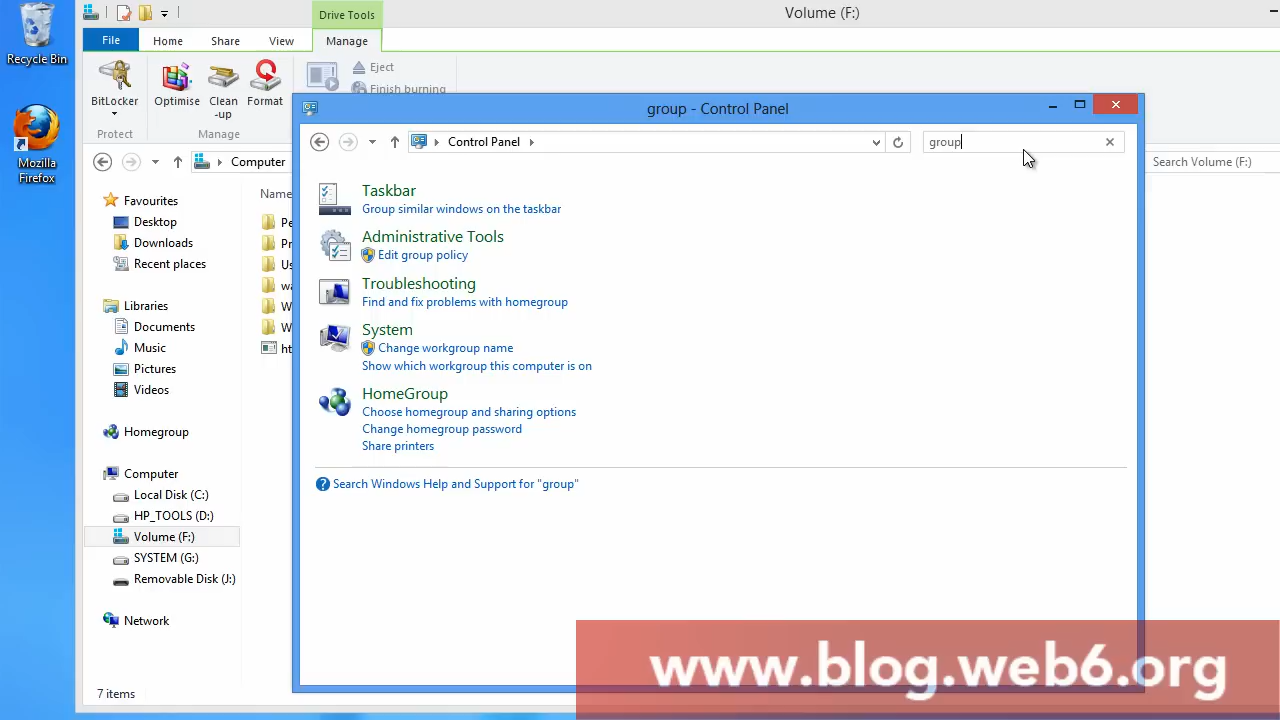 Recycle Bin
Mozilla
Firefox
Drive Tools
Volume (F:)
File
Home
Share
View
Manage
BitLocker
Optimise
Clean
-up
Format
Eject
Finish burning
Protect
Manage
Computer
Search Volume (F:)
Favourites
Desktop
Downloads
Recent places
Libraries
Documents
Music
Pictures
Videos
Homegroup
Computer
Local Disk (C:)
HP_TOOLS (D:)
Volume (F:)
SYSTEM (G:)
Removable Disk (J:)
Network
7 items
Name
group - Control Panel
Control Panel
group
Taskbar
Group similar windows on the taskbar
Administrative Tools
Edit group policy
Troubleshooting
Find and fix problems with homegroup
System
Change workgroup name
Show which workgroup this computer is on
HomeGroup
Choose homegroup and sharing options
Change homegroup password
Share printers
Search Windows Help and Support for "group"
www.blog.web6.org